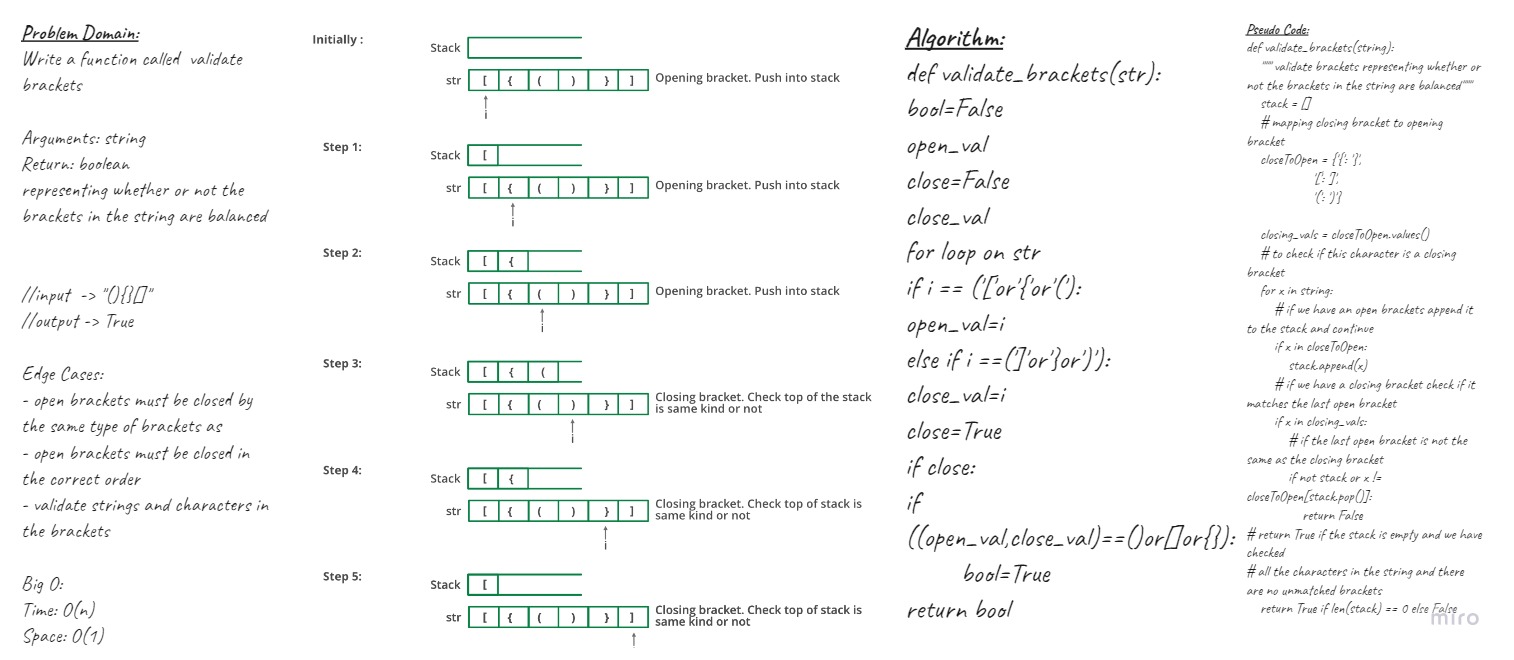 Problem Domain:
Write a function called validate
brackets
Arguments: string
Return: boolean
representing whether or not the
brackets in the string are balanced
//input -> "(){}[]"
//output -> True
Edge Cases:
- open brackets must be closed by
the same type of brackets as
- open brackets must be closed in
the correct order
- validate strings and characters in
the brackets
Big O:
Time: O(n)
Space: O(1)
Initially :
Stack
str [ { ( ) } ] Opening bracket. Push into stack
i
Step 1:
Stack [
str [ { ( ) } ] Opening bracket. Push into stack
i
Step 2:
Stack [ {
str [ { ( ) } ] Opening bracket. Push into stack
i
Step 3:
Stack [ { (
str [ { ( ) } ] Closing bracket. Check top of the stack
is same kind or not
i
Step 4:
Stack [ {
str [ { ( ) } ] Closing bracket. Check top of stack is
same kind or not
i
Step 5:
Stack [
str [ { ( ) } ] Closing bracket. Check top of stack is
same kind or not
Algorithm:
def validate_brackets(str):
bool=False
open_val
close=False
close_val
for loop on str
if i == ('['or'{'or'('):
open_val=i
else if i ==(']'or'}or')'):
close_val=i
close=True
if close:
if
((open_val,close_val)==()or[]or{}):
bool=True
return bool
Pseudo Code:
def validate_brackets(string):
""""validate brackets representing whether or
not the brackets in the string are balanced""""
stack = []
# mapping closing bracket to opening
bracket
closeToOpen = {'{': '}',
'[': ]',
'(': ')'}
closing_vals = closeToOpen.values()
# to check if this character is a closing
bracket
for x in string:
# if we have an open brackets append it
to the stack and continue
if x in closeToOpen:
stack.append(x)
# if we have a closing bracket check if it
matches the last open bracket
if x in closing_vals:
# if the last open bracket is not the
same as the closing bracket
if not stack or x !=
closeToOpen[stack.pop()]:
return False
# return True if the stack is empty and we have
checked
# all the characters in the string and there
are no unmatched brackets
return True if len(stack) == 0 else False
miro